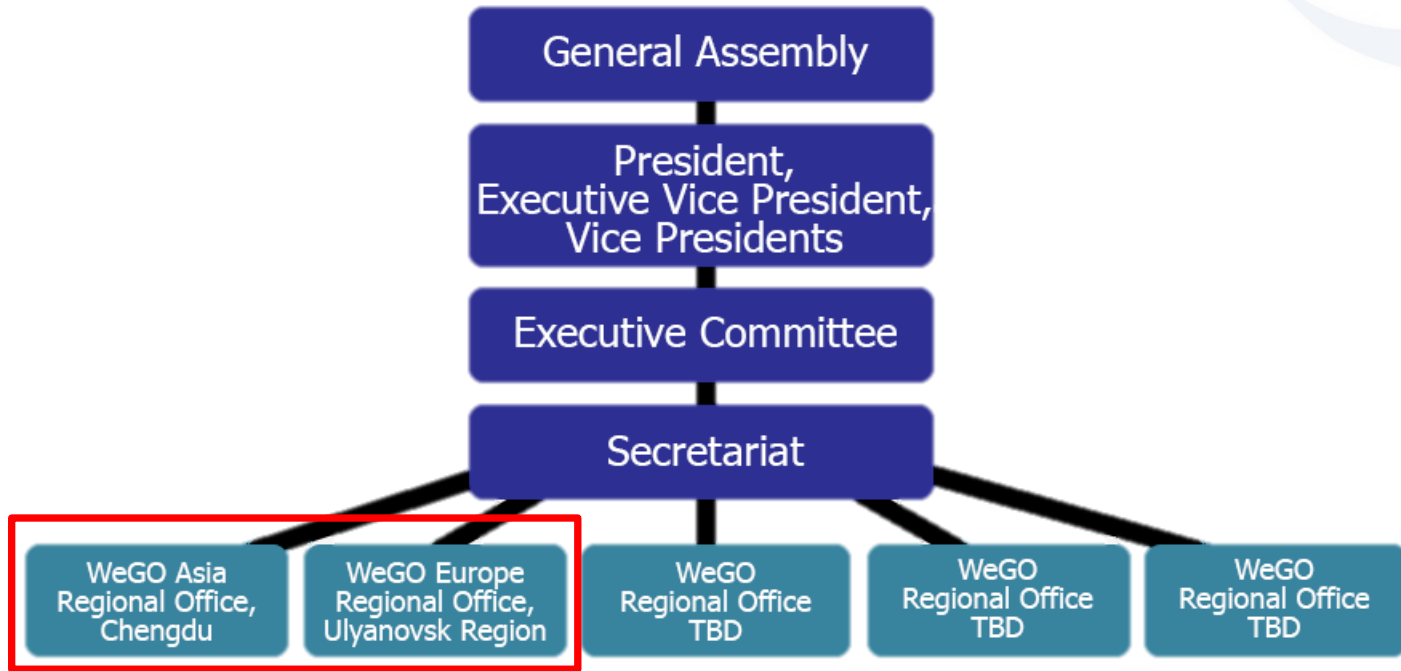 General Assembly
President,
Executive Vice President,
Vice Presidents
Executive Committee
Secretariat
WeGO Asia
Regional Office,
Chengdu
WeGO Europe
Regional Office,
Ulyanovsk Region
WeGO
Regional Office
TBD
WeGO
Regional Office
TBD
WeGO
Regional Office
TBD